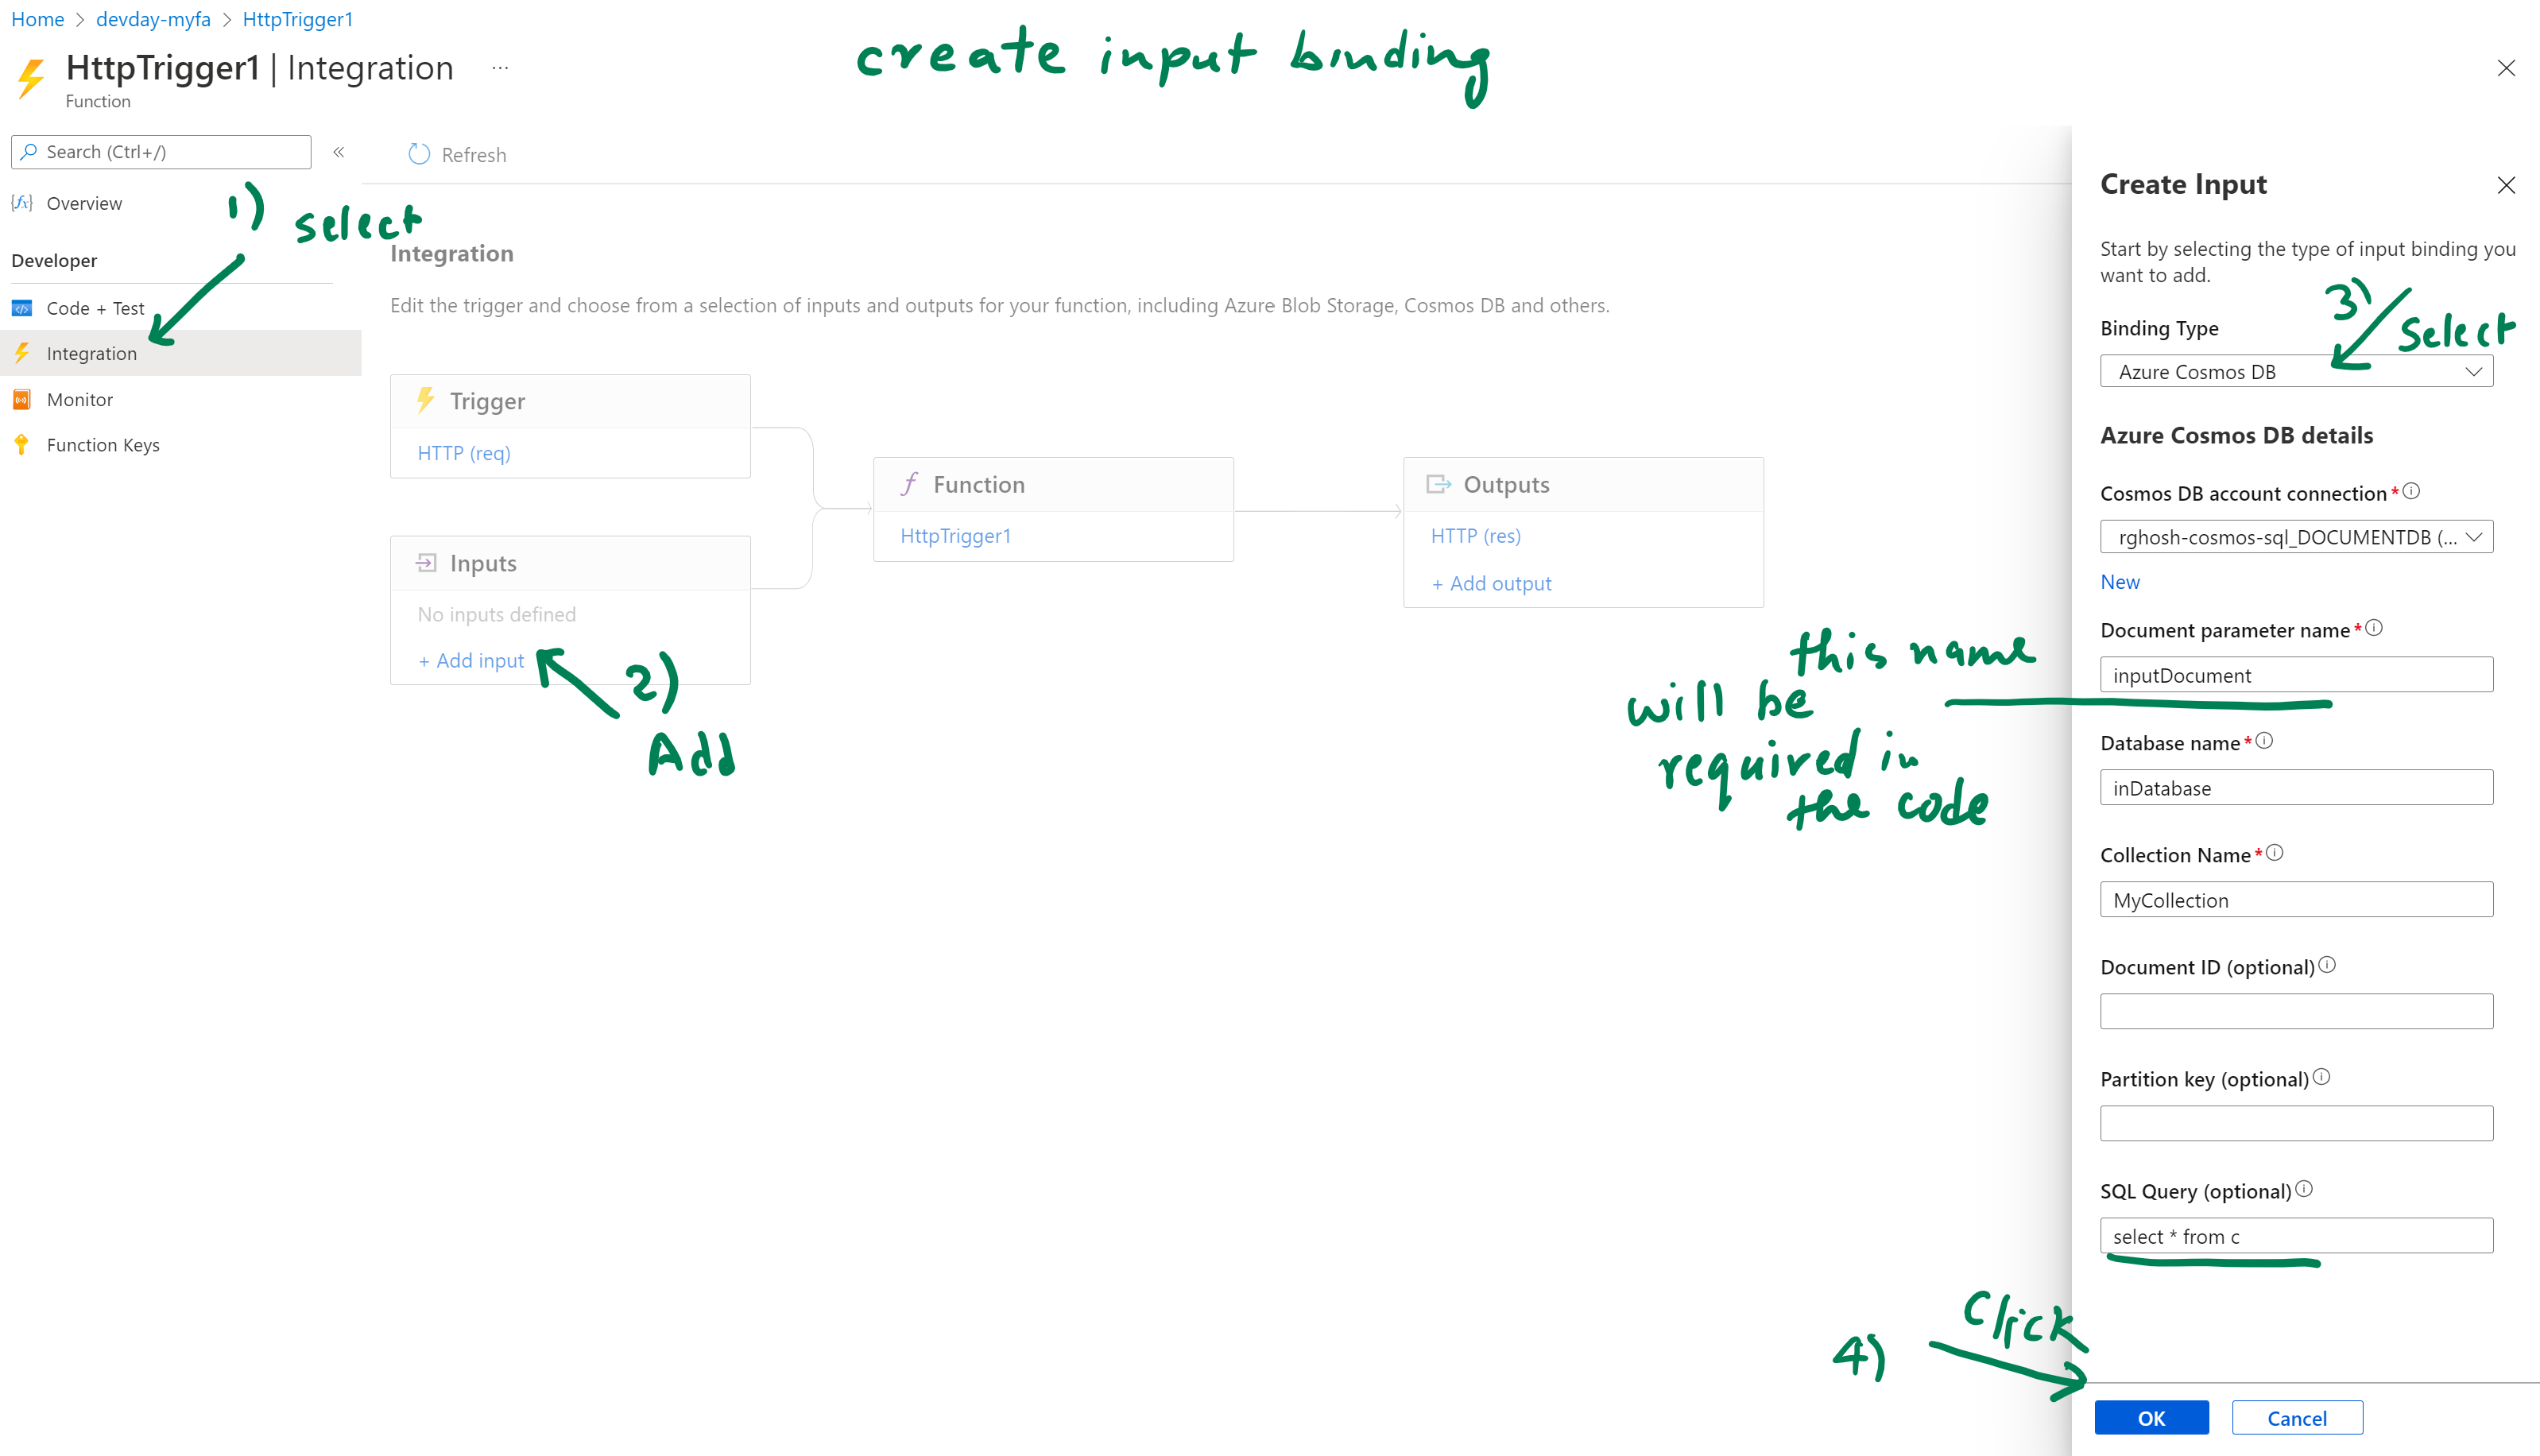 Home > devday-myfa > HttpTrigger1
HttpTrigger1 | Integration ...
Function
create input binding
Search (Ctrl+/)
«
Refresh
Overview
1) select
Developer
Code + Test
Integration
Monitor
Function Keys
Integration
Edit the trigger and choose from a selection of inputs and outputs for your function, including Azure Blob Storage, Cosmos DB and others.
Trigger
HTTP (req)
Inputs
No inputs defined
+ Add input
2)
Add
Function
HttpTrigger1
Outputs
HTTP (res)
+ Add output
this name
will be
required in
the code
Create Input
Start by selecting the type of input binding you
want to add.
3) select
Binding Type
Azure Cosmos DB
Azure Cosmos DB details
Cosmos DB account connection *
rghosh-cosmos-sql_DOCUMENTDB (...
New
Document parameter name *
inputDocument
Database name *
inDatabase
Collection Name *
MyCollection
Document ID (optional)
Partition key (optional)
SQL Query (optional)
select * from c
4) Click
OK
Cancel